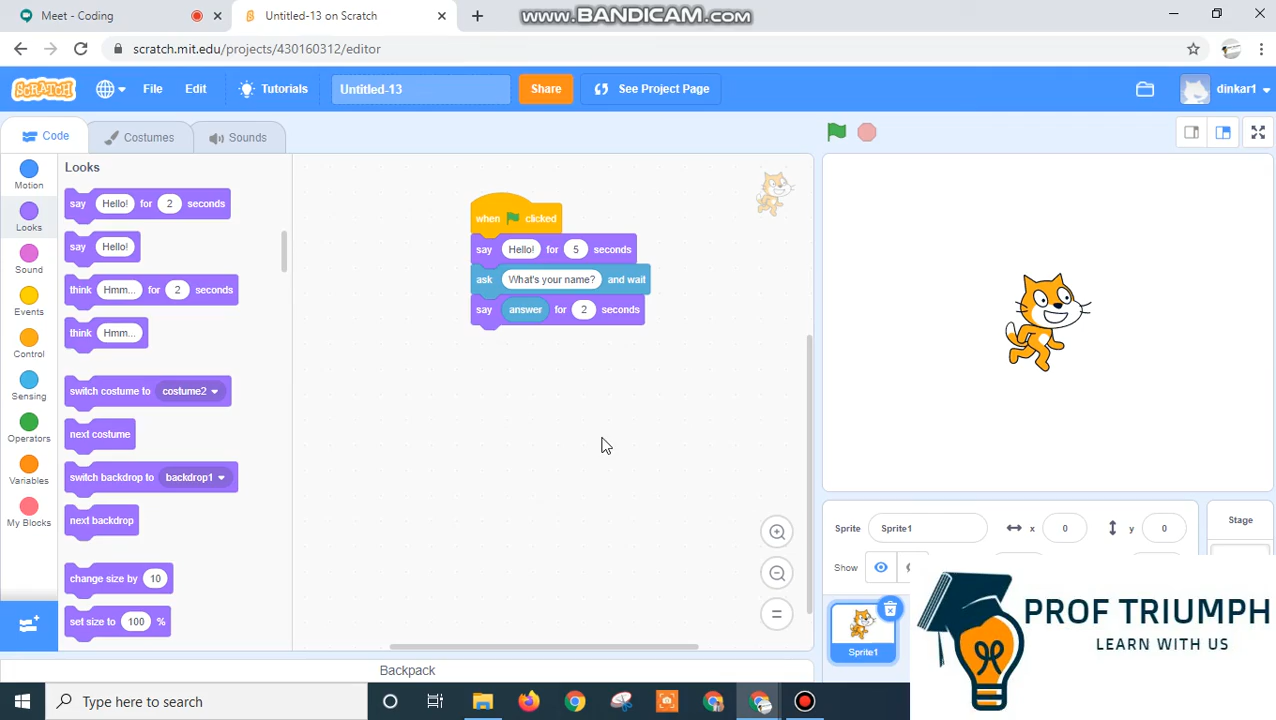 Meet - Coding
Untitled-13 on Scratch
www.BANDICAM.com
scratch.mit.edu/projects/430160312/editor
SCRATCH
File
Edit
Tutorials
Untitled-13
Share
See Project Page
dinkar1
Code
Costumes
Sounds
Motion
Looks
Sound
Events
Control
Sensing
Operators
Variables
My Blocks
Looks
say Hello! for 2 seconds
say Hello!
think Hmm... for 2 seconds
think Hmm...
switch costume to costume2
next costume
switch backdrop to backdrop1
next backdrop
change size by 10
set size to 100 %
when clicked
say Hello! for 5 seconds
ask What's your name? and wait
say answer for 2 seconds
Backpack
Sprite Sprite1 x 0 y 0
Show
Stage
Sprite1
PROF TRIUMPH
LEARN WITH US
Type here to search